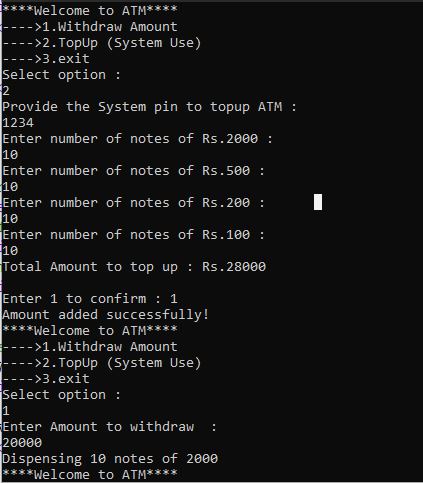 ****Welcome to ATM****
---->1.Withdraw Amount
---->2.TopUp (System Use)
---->3.exit
Select option :
2
Provide the System pin to topup ATM :
1234
Enter number of notes of Rs.2000 :
10
Enter number of notes of Rs.500 :
10
Enter number of notes of Rs.200 :
10
Enter number of notes of Rs.100 :
10
Total Amount to top up : Rs.28000

Enter 1 to confirm : 1
Amount added successfully!
****Welcome to ATM****
---->1.Withdraw Amount
---->2.TopUp (System Use)
---->3.exit
Select option :
1
Enter Amount to withdraw  :
20000
Dispensing 10 notes of 2000
****Welcome to ATM****